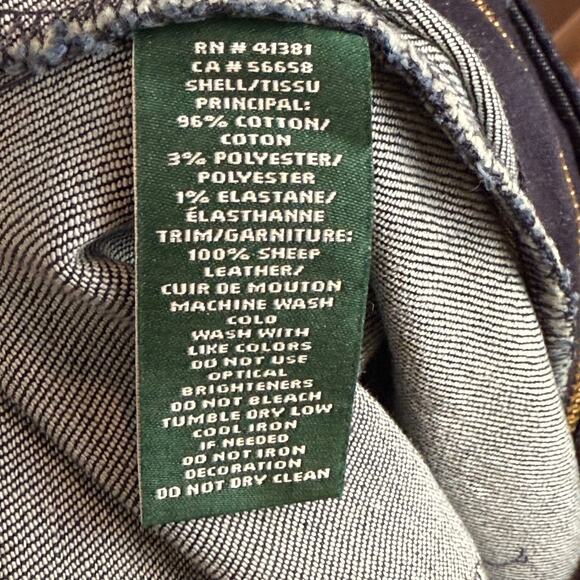 RN # 41381
CA # 56658
SHELL/TISSU
PRINCIPAL:
96% COTTON/
COTON
3% POLYESTER/
POLYESTER
1% ELASTANE/
ÉLASTHANNE
TRIM/GARNITURE:
100% SHEEP
LEATHER/
CUIR DE MOUTON
MACHINE WASH
COLD
WASH WITH
LIKE COLORS
DO NOT USE
OPTICAL
BRIGHTENERS
DO NOT BLEACH
TUMBLE DRY LOW
COOL IRON
IF NEEDED
DO NOT IRON
DECORATION
DO NOT DRY CLEAN